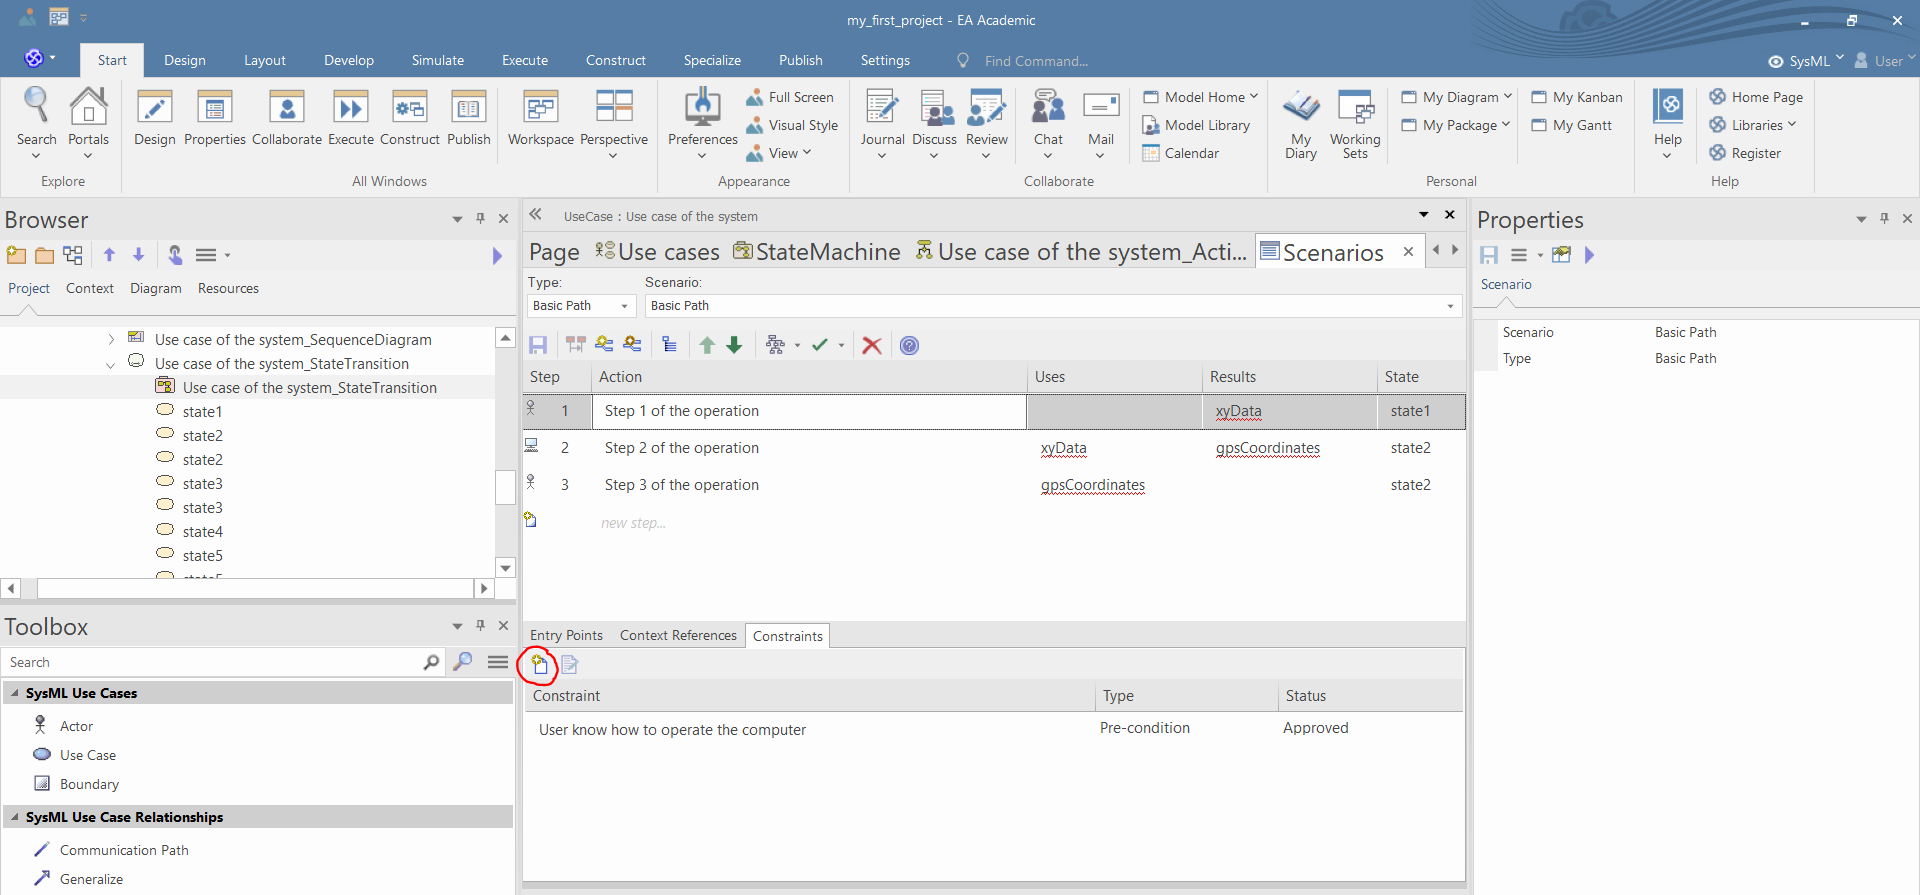 my_first_project - EA Academic
Start Design Layout Develop Simulate Execute Construct Specialize Publish Settings Find Command... SysML User
Search Portals Design Properties Collaborate Execute Construct Publish Workspace Perspective Preferences Full Screen Visual Style View Journal Discuss Review Chat Mail Model Home Model Library Calendar My Diary Working Sets My Diagram My Package My Kanban My Gantt Help Home Page Libraries Register
Explore All Windows Appearance Collaborate Personal Help
Browser
Project Context Diagram Resources
Use case of the system_SequenceDiagram
Use case of the system_StateTransition
Use case of the system_StateTransition
state1
state2
state2
state3
state3
state4
state5
Toolbox
Search
SysML Use Cases
Actor
Use Case
Boundary
SysML Use Case Relationships
Communication Path
Generalize
UseCase : Use case of the system
Page Use cases StateMachine Use case of the system_Acti... Scenarios
Type: Scenario:
Basic Path Basic Path
Step Action Uses Results State
1 Step 1 of the operation xyData state1
2 Step 2 of the operation xyData gpsCoordinates state2
3 Step 3 of the operation gpsCoordinates state2
new step...
Entry Points Context References Constraints
Constraint Type Status
User know how to operate the computer Pre-condition Approved
Properties
Scenario
Scenario Basic Path
Type Basic Path